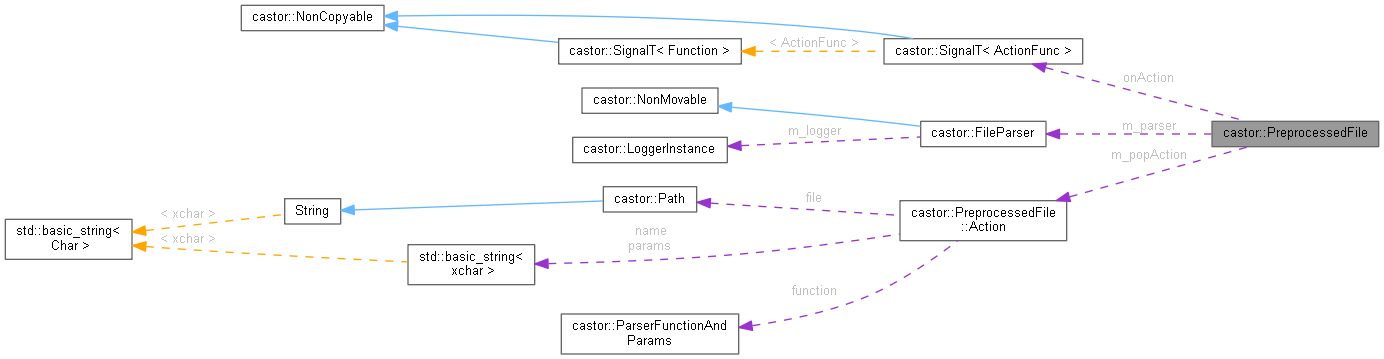 castor::NonCopyable
castor::SignalT< Function >
< ActionFunc >
castor::SignalT< ActionFunc >
onAction
castor::NonMovable
castor::FileParser
m_parser
castor::PreprocessedFile
m_logger
castor::LoggerInstance
m_popAction
castor::Path
file
String
< xchar >
castor::PreprocessedFile
::Action
std::basic_string<
Char >
< xchar >
name
params
std::basic_string<
xchar >
function
castor::ParserFunctionAnd
Params